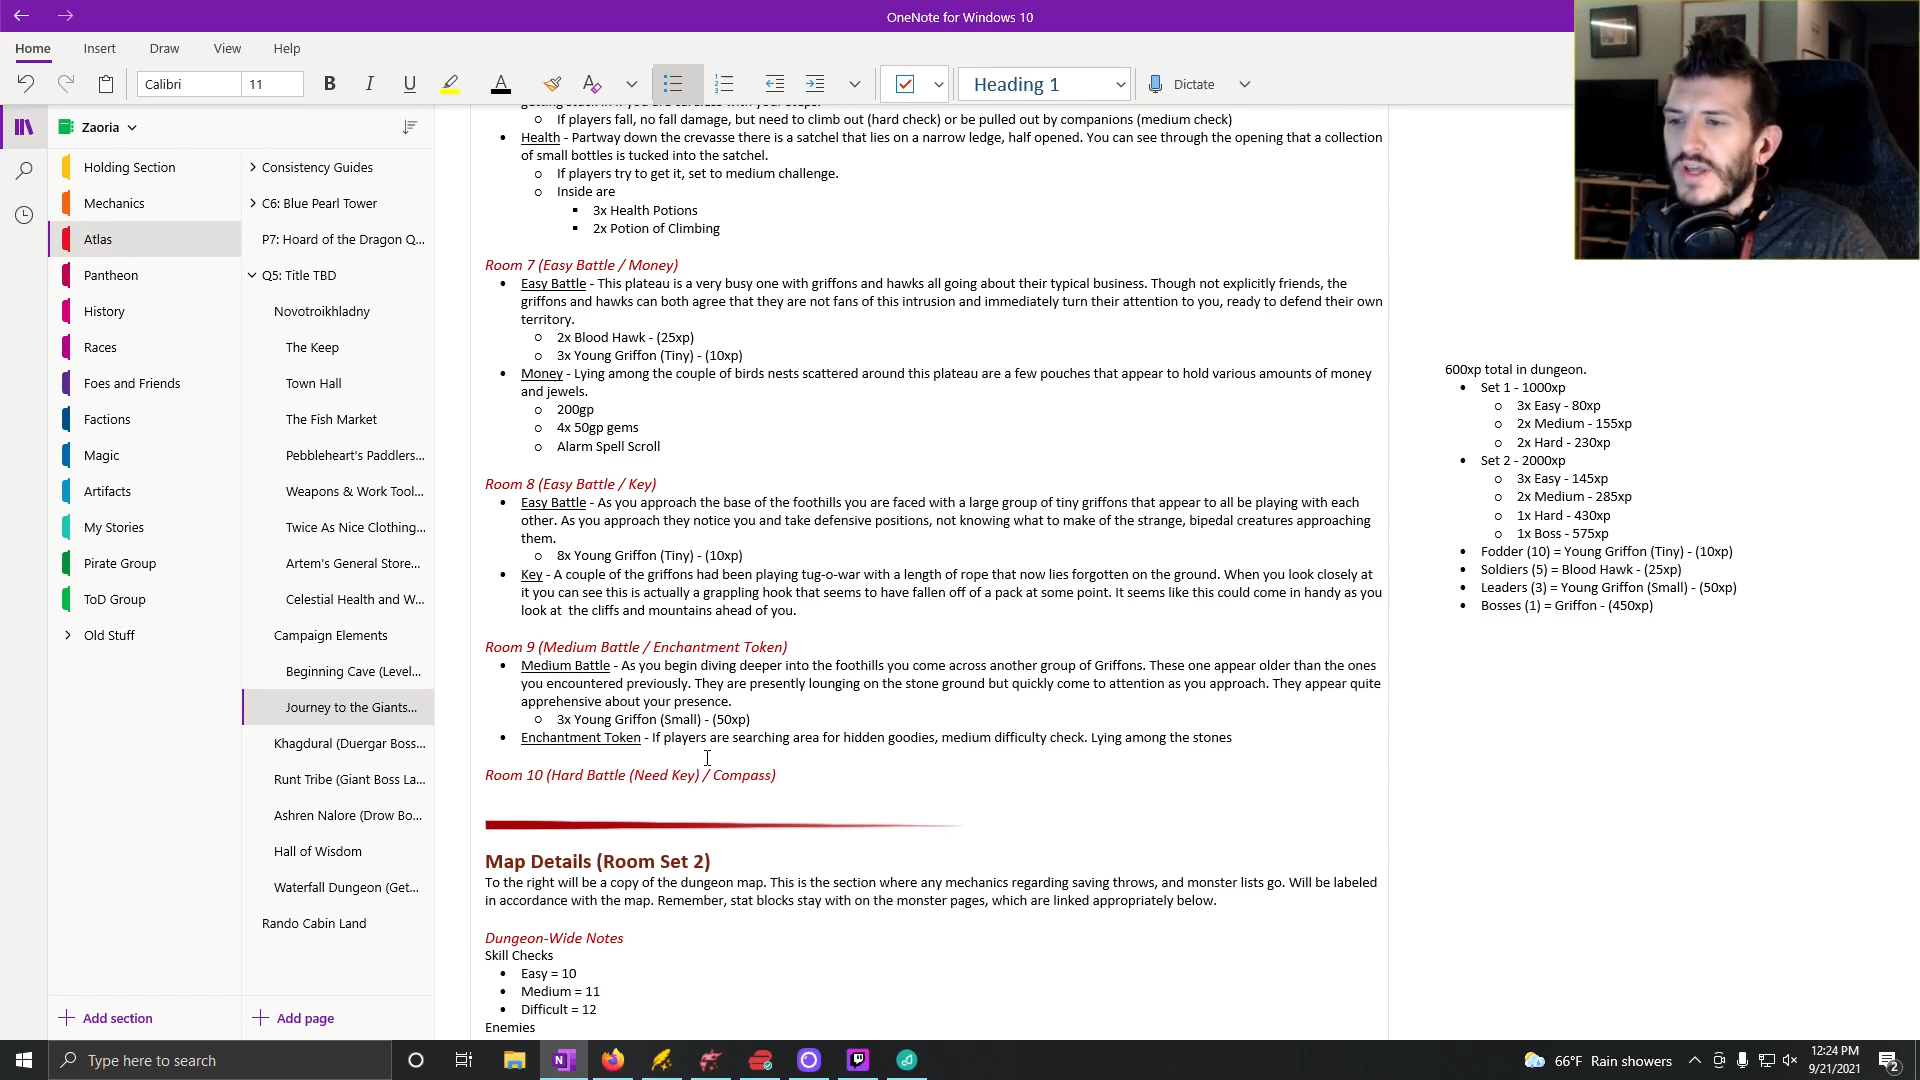 OneNote for Windows 10
Home
Insert
Draw
View
Help
Calibri
11
B
I
U
A
Heading 1
Dictate
Zaoria
Holding Section
Mechanics
Atlas
Pantheon
History
Races
Foes and Friends
Factions
Magic
Artifacts
My Stories
Pirate Group
ToD Group
Old Stuff
Add section
Consistency Guides
C6: Blue Pearl Tower
P7: Hoard of the Dragon Q...
Q5: Title TBD
Novotroikhladny
The Keep
Town Hall
The Fish Market
Pebbleheart's Paddlers...
Weapons & Work Tool...
Twice As Nice Clothing...
Artem's General Store...
Celestial Health and W...
Campaign Elements
Beginning Cave (Level...
Journey to the Giants...
Khagdural (Duergar Boss...
Runt Tribe (Giant Boss La...
Ashren Nalore (Drow Bo...
Hall of Wisdom
Waterfall Dungeon (Get...
Rando Cabin Land
Add page
If players fall, no fall damage, but need to climb out (hard check) or be pulled out by companions (medium check)
Health - Partway down the crevasse there is a satchel that lies on a narrow ledge, half opened. You can see through the opening that a collection
of small bottles is tucked into the satchel.
If players try to get it, set to medium challenge.
Inside are
3x Health Potions
2x Potion of Climbing
Room 7 (Easy Battle / Money)
Easy Battle - This plateau is a very busy one with griffons and hawks all going about their typical business. Though not explicitly friends, the
griffons and hawks can both agree that they are not fans of this intrusion and immediately turn their attention to you, ready to defend their own
territory.
2x Blood Hawk - (25xp)
3x Young Griffon (Tiny) - (10xp)
Money - Lying among the couple of birds nests scattered around this plateau are a few pouches that appear to hold various amounts of money
and jewels.
200gp
4x 50gp gems
Alarm Spell Scroll
Room 8 (Easy Battle / Key)
Easy Battle - As you approach the base of the foothills you are faced with a large group of tiny griffons that appear to all be playing with each
other. As you approach they notice you and take defensive positions, not knowing what to make of the strange, bipedal creatures approaching
them.
8x Young Griffon (Tiny) - (10xp)
Key - A couple of the griffons had been playing tug-o-war with a length of rope that now lies forgotten on the ground. When you look closely at
it you can see this is actually a grappling hook that seems to have fallen off of a pack at some point. It seems like this could come in handy as you
look at  the cliffs and mountains ahead of you.
Room 9 (Medium Battle / Enchantment Token)
Medium Battle - As you begin diving deeper into the foothills you come across another group of Griffons. These one appear older than the ones
you encountered previously. They are presently lounging on the stone ground but quickly come to attention as you approach. They appear quite
apprehensive about your presence.
3x Young Griffon (Small) - (50xp)
Enchantment Token - If players are searching area for hidden goodies, medium difficulty check. Lying among the stones
Room 10 (Hard Battle (Need Key) / Compass)
Map Details (Room Set 2)
To the right will be a copy of the dungeon map. This is the section where any mechanics regarding saving throws, and monster lists go. Will be labeled
in accordance with the map. Remember, stat blocks stay with on the monster pages, which are linked appropriately below.
Dungeon-Wide Notes
Skill Checks
Easy = 10
Medium = 11
Difficult = 12
Enemies
600xp total in dungeon.
Set 1 - 1000xp
3x Easy - 80xp
2x Medium - 155xp
2x Hard - 230xp
Set 2 - 2000xp
3x Easy - 145xp
2x Medium - 285xp
1x Hard - 430xp
1x Boss - 575xp
Fodder (10) = Young Griffon (Tiny) - (10xp)
Soldiers (5) = Blood Hawk - (25xp)
Leaders (3) = Young Griffon (Small) - (50xp)
Bosses (1) = Griffon - (450xp)
Type here to search
66°F Rain showers
12:24 PM
9/21/2021
2